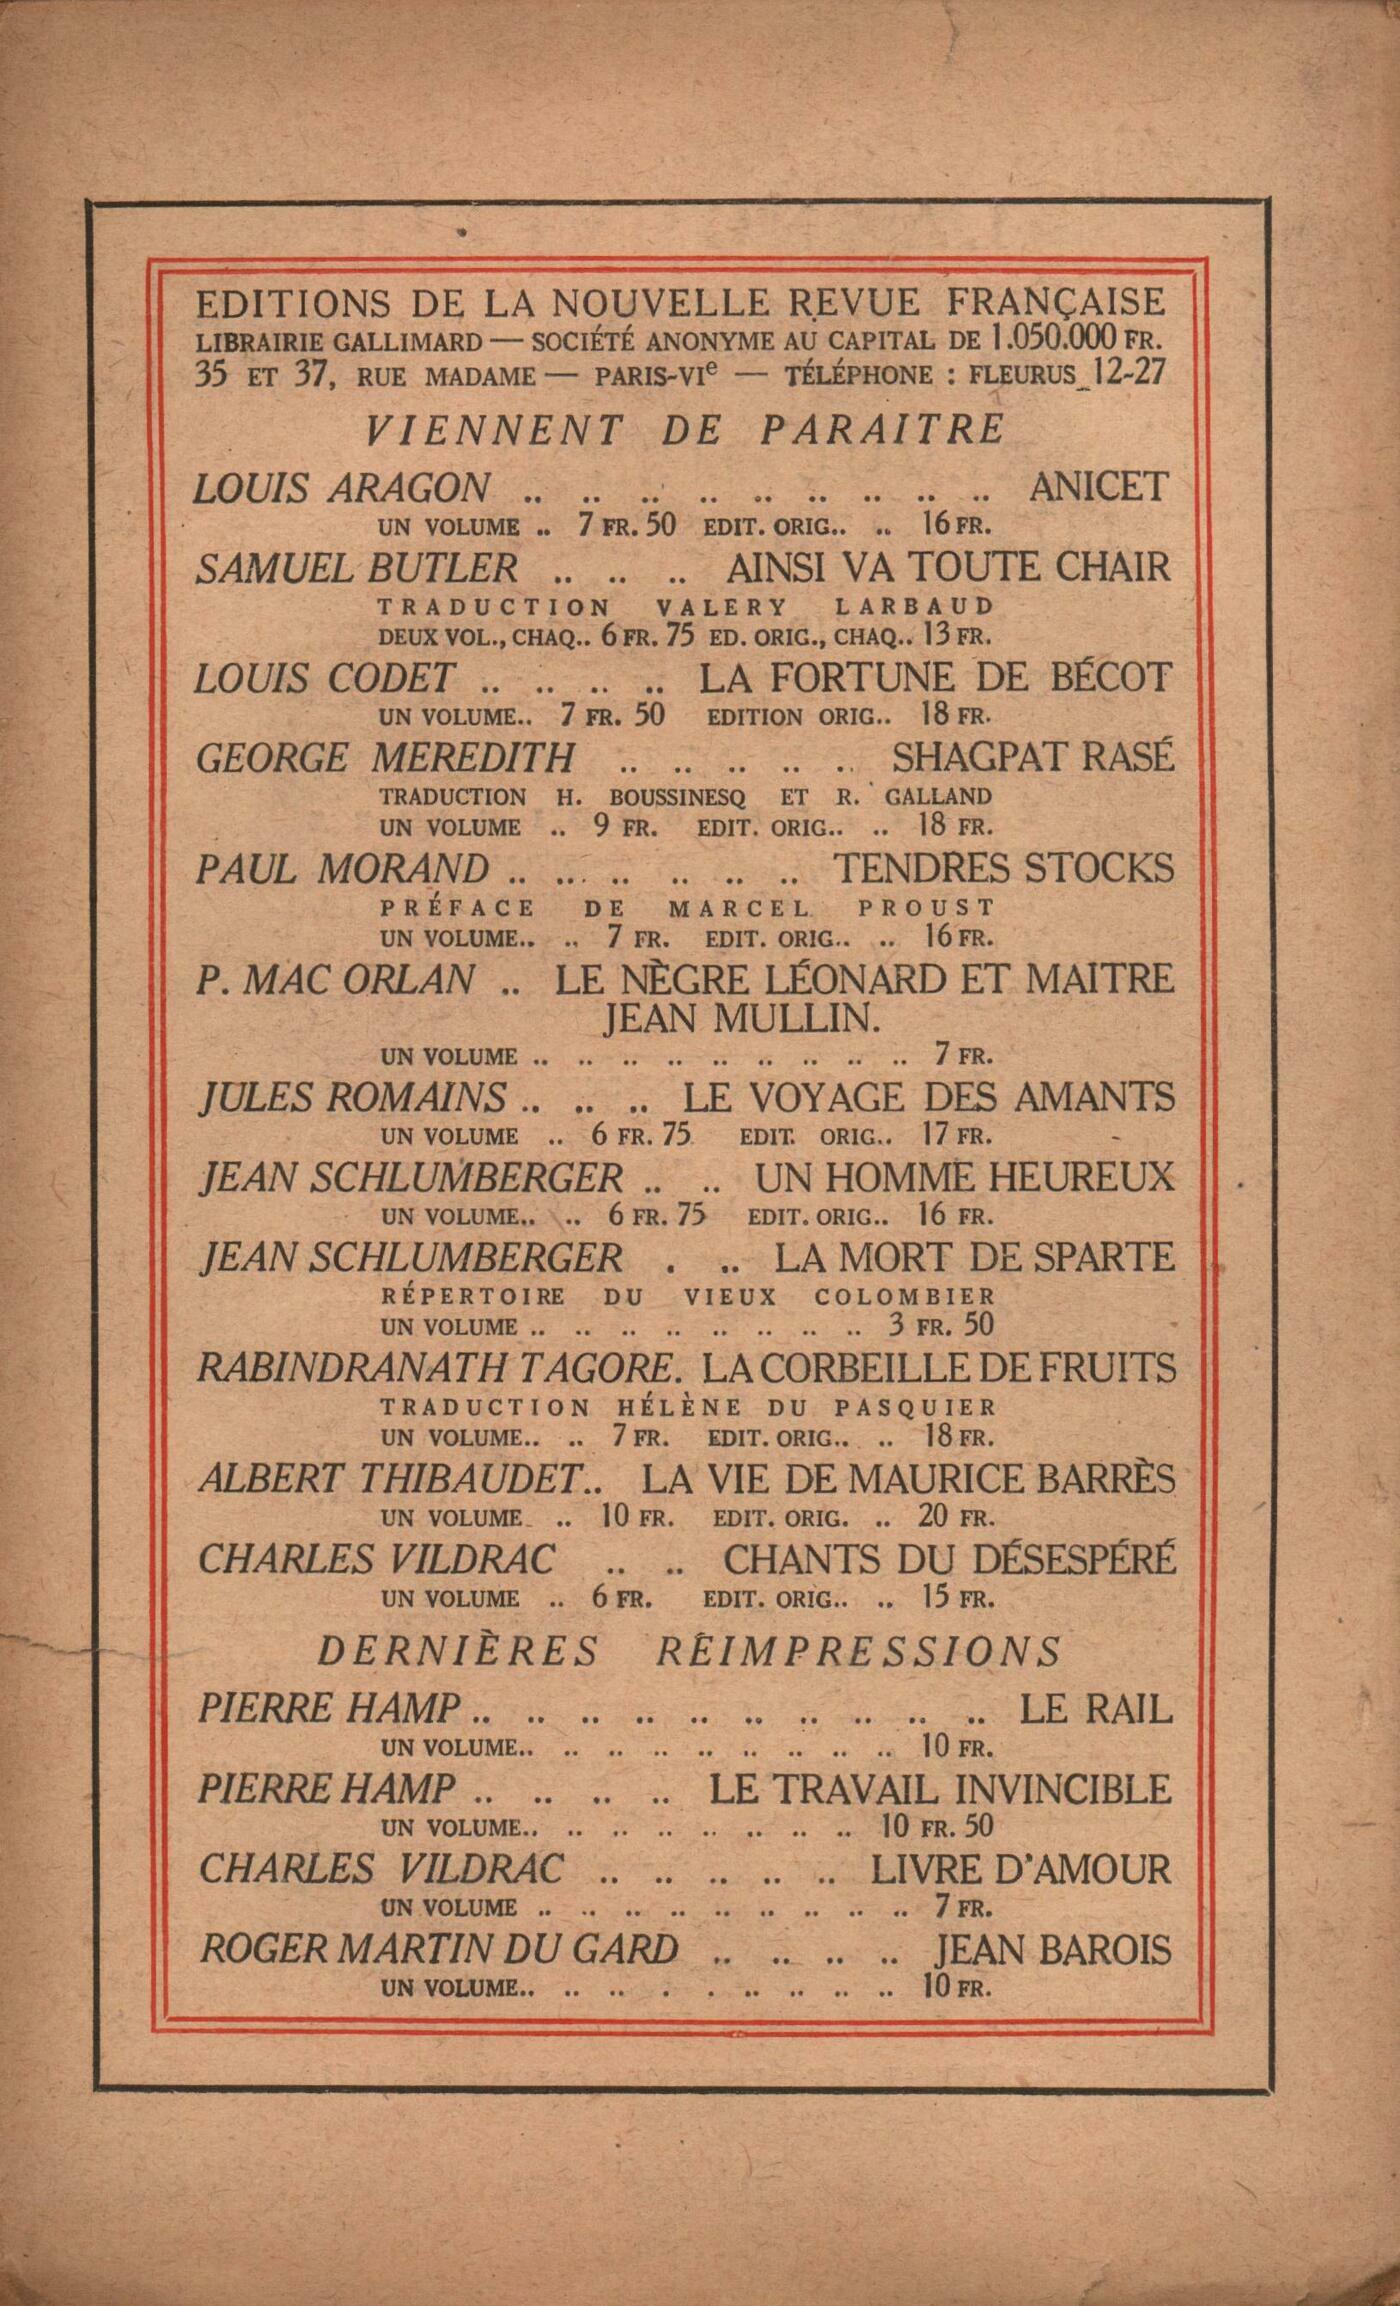 EDITIONS DE LA NOUVELLE REVUE FRANÇAISE
LIBRAIRIE GALLIMARD — SOCIÉTÉ ANONYME AU CAPITAL DE 1.050.000 FR.
35 ET 37, RUE MADAME — PARIS-VIe — TÉLÉPHONE : FLEURUS 12-27
VIENNENT DE PARAITRE
LOUIS ARAGON .. .. .. .. .. .. .. .. .. ANICET
UN VOLUME .. 7 FR. 50 EDIT. ORIG.. .. 16 FR.
SAMUEL BUTLER .. .. .. AINSI VA TOUTE CHAIR
TRADUCTION VALERY LARBAUD
DEUX VOL., CHAQ.. 6 FR. 75 ED. ORIG., CHAQ.. 13 FR.
LOUIS CODET .. .. .. .. LA FORTUNE DE BÉCOT
UN VOLUME.. 7 FR. 50 EDITION ORIG.. 18 FR.
GEORGE MEREDITH .. .. .. .. .. SHAGPAT RASÉ
TRADUCTION H. BOUSSINESQ ET R. GALLAND
UN VOLUME .. 9 FR. EDIT. ORIG.. .. 18 FR.
PAUL MORAND .. .. .. .. .. .. TENDRES STOCKS
PRÉFACE DE MARCEL PROUST
UN VOLUME.. .. 7 FR. EDIT. ORIG.. .. 16 FR.
P. MAC ORLAN .. LE NÈGRE LÉONARD ET MAITRE
JEAN MULLIN.
UN VOLUME .. .. .. .. .. .. .. .. .. 7 FR.
JULES ROMAINS .. .. .. LE VOYAGE DES AMANTS
UN VOLUME .. 6 FR. 75 EDIT. ORIG.. 17 FR.
JEAN SCHLUMBERGER .. .. UN HOMME HEUREUX
UN VOLUME.. .. 6 FR. 75 EDIT. ORIG.. 16 FR.
JEAN SCHLUMBERGER . .. LA MORT DE SPARTE
RÉPERTOIRE DU VIEUX COLOMBIER
UN VOLUME .. .. .. .. .. .. .. .. 3 FR. 50
RABINDRANATH TAGORE. LA CORBEILLE DE FRUITS
TRADUCTION HÉLÈNE DU PASQUIER
UN VOLUME.. .. 7 FR. EDIT. ORIG.. .. 18 FR.
ALBERT THIBAUDET.. LA VIE DE MAURICE BARRÈS
UN VOLUME .. 10 FR. EDIT. ORIG. .. 20 FR.
CHARLES VILDRAC .. .. CHANTS DU DÉSESPÉRÉ
UN VOLUME .. 6 FR. EDIT. ORIG.. .. 15 FR.
DERNIÈRES RÉIMPRESSIONS
PIERRE HAMP .. .. .. .. .. .. .. .. .. .. LE RAIL
UN VOLUME.. .. .. .. .. .. .. .. .. 10 FR.
PIERRE HAMP .. .. .. .. LE TRAVAIL INVINCIBLE
UN VOLUME.. .. .. .. .. .. .. .. 10 FR. 50
CHARLES VILDRAC .. .. .. .. .. LIVRE D'AMOUR
UN VOLUME .. .. .. .. .. .. .. .. .. 7 FR.
ROGER MARTIN DU GARD .. .. .. .. JEAN BAROIS
UN VOLUME.. .. .. . . .. .. .. .. 10 FR.